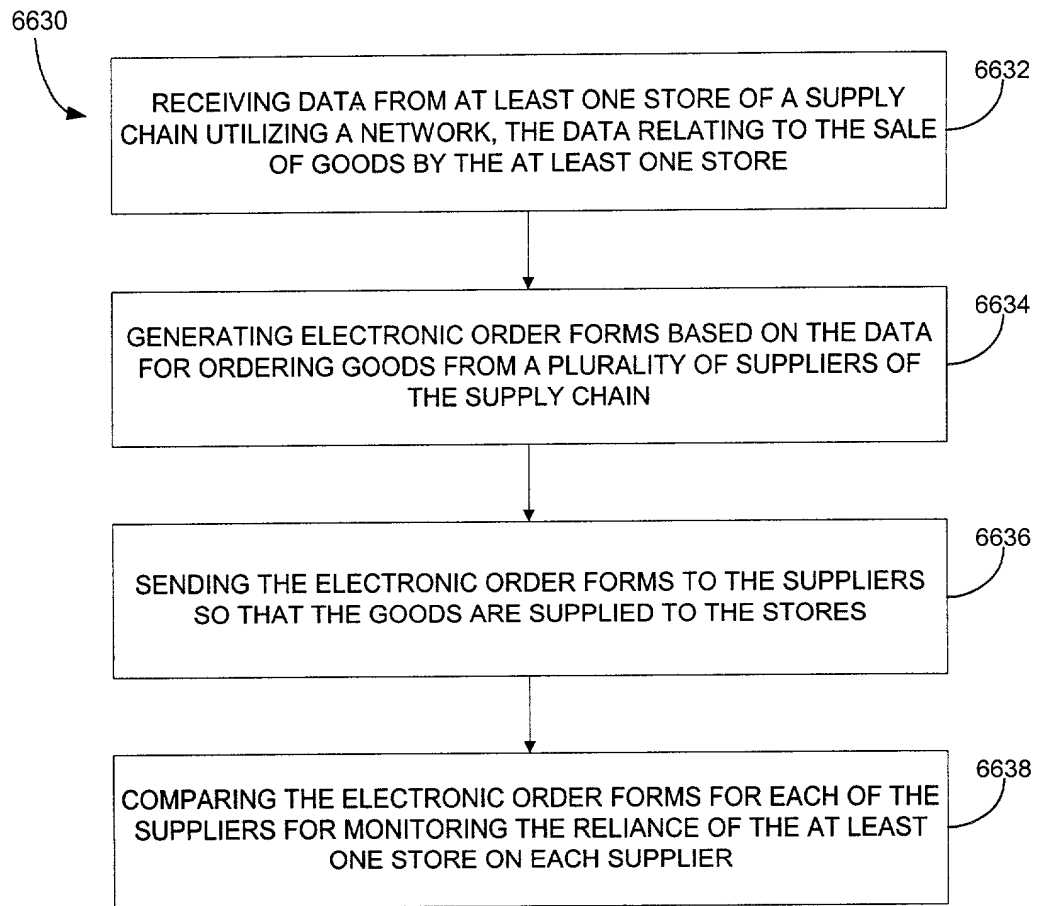 6630
6632
RECEIVING DATA FROM AT LEAST ONE STORE OF A SUPPLY
CHAIN UTILIZING A NETWORK, THE DATA RELATING TO THE SALE
OF GOODS BY THE AT LEAST ONE STORE
6634
GENERATING ELECTRONIC ORDER FORMS BASED ON THE DATA
FOR ORDERING GOODS FROM A PLURALITY OF SUPPLIERS OF
THE SUPPLY CHAIN
6636
SENDING THE ELECTRONIC ORDER FORMS TO THE SUPPLIERS
SO THAT THE GOODS ARE SUPPLIED TO THE STORES
6638
COMPARING THE ELECTRONIC ORDER FORMS FOR EACH OF THE
SUPPLIERS FOR MONITORING THE RELIANCE OF THE AT LEAST
ONE STORE ON EACH SUPPLIER